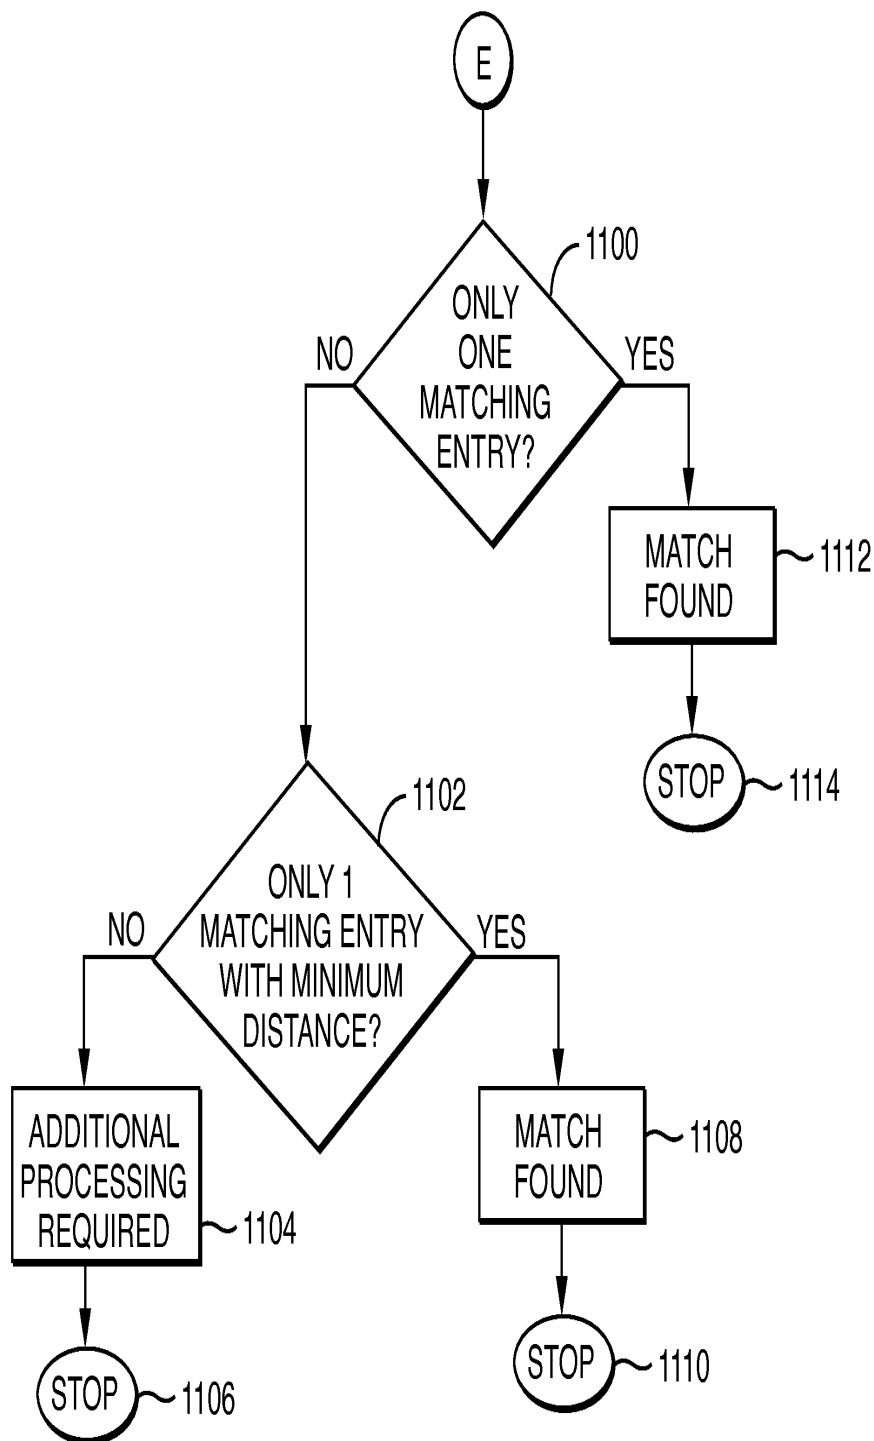 E
1100
ONLY
ONE
MATCHING
ENTRY?
NO
YES
MATCH
FOUND
1112
STOP
1114
1102
ONLY 1
MATCHING ENTRY
WITH MINIMUM
DISTANCE?
NO
YES
ADDITIONAL
PROCESSING
REQUIRED
1104
MATCH
FOUND
1108
STOP
1106
STOP
1110